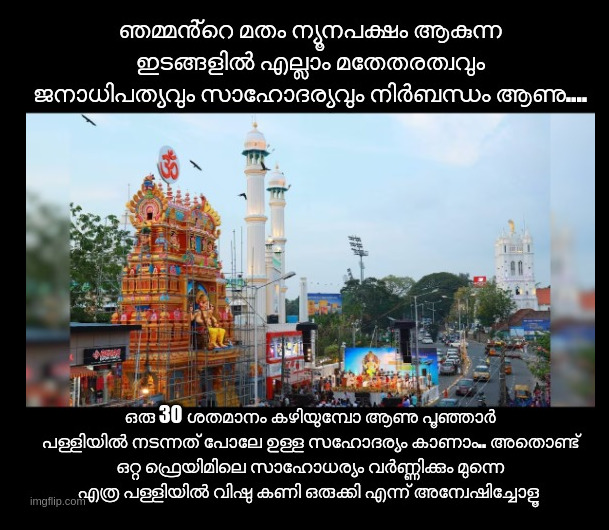 ഞമ്മൻ്റെ മതം ന്യൂനപക്ഷം ആകുന്ന
ഇടങ്ങളിൽ എല്ലാം മതേതരത്വവും
ജനാധിപത്യവും സാഹോദര്യവും നിർബന്ധം ആണു....
ॐ
ഒരു 30 ശതമാനം കഴിയുമ്പോ ആണു പൂഞ്ഞാർ
പള്ളിയിൽ നടന്നത് പോലേ ഉള്ള സഹോദര്യം കാണാം.. അതൊണ്ട്
ഒറ്റ ഫ്രെയിമിലെ സാഹോധര്യം വർണ്ണിക്കും മുന്നെ
എത്ര പള്ളിയിൽ വിഷു കണി ഒരുക്കി എന്ന് അന്വേഷിച്ചോളൂ
imgflip.com